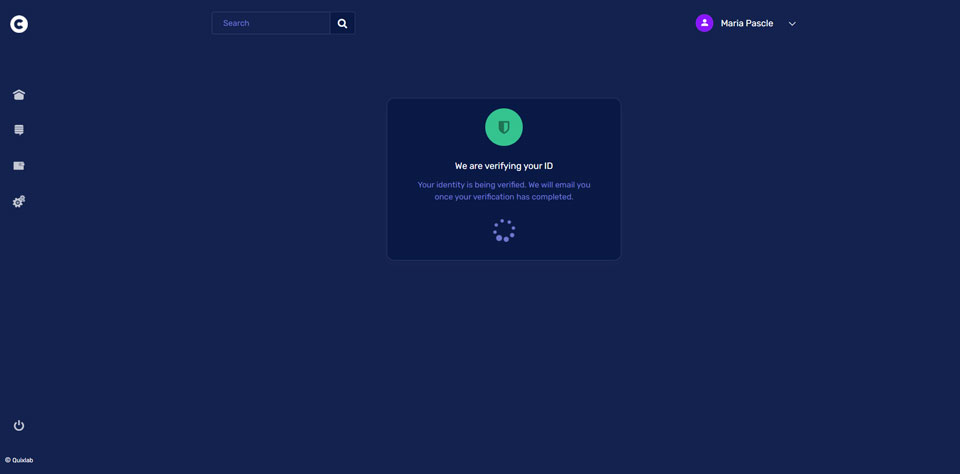 C
Search
Maria Pascle
We are verifying your ID
Your identity is being verified. We will email you
once your verification has completed.
© Quixlab